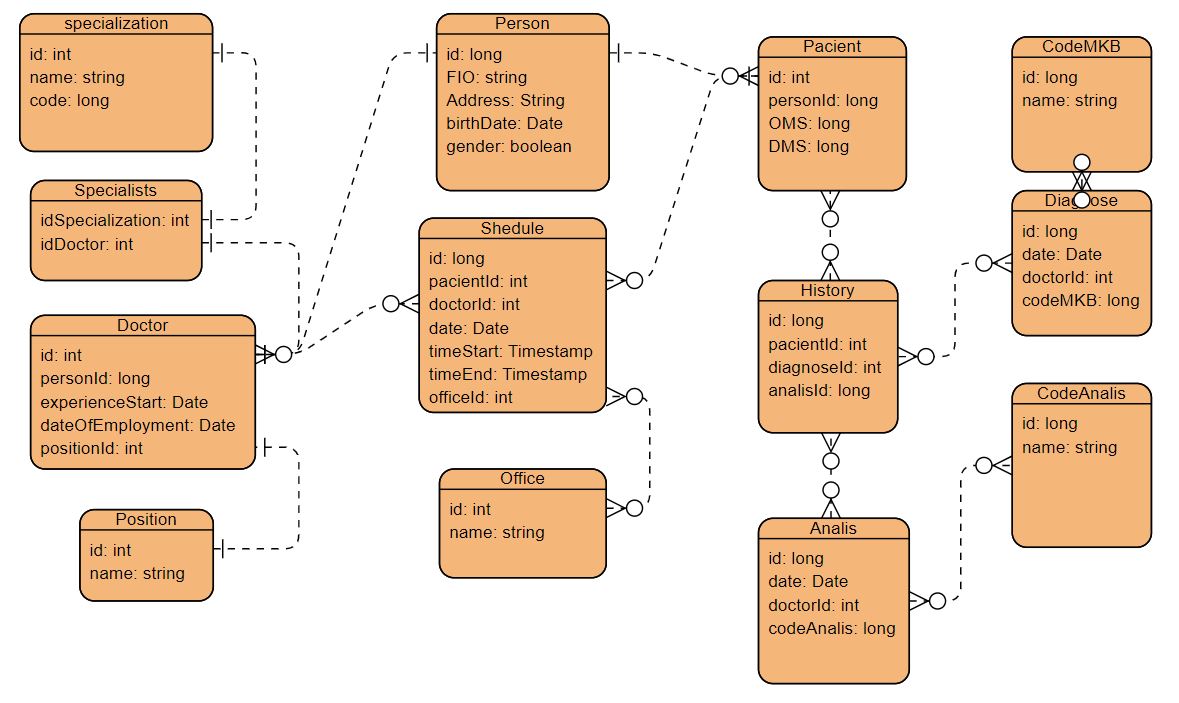 specialization
id: int
name: string
code: long
Specialists
idSpecialization: int
idDoctor: int
Doctor
id: int
personId: long
experienceStart: Date
dateOfEmployment: Date
positionId: int
Position
id: int
name: string
Person
id: long
FIO: string
Address: String
birthDate: Date
gender: boolean
Shedule
id: long
pacientId: int
doctorId: int
date: Date
timeStart: Timestamp
timeEnd: Timestamp
officeId: int
Office
id: int
name: string
Pacient
id: int
personId: long
OMS: long
DMS: long
History
id: long
pacientId: int
diagnoseId: int
analisId: long
Analis
id: long
date: Date
doctorId: int
codeAnalis: long
CodeMKB
id: long
name: string
Diagnose
id: long
date: Date
doctorId: int
codeMKB: long
CodeAnalis
id: long
name: string